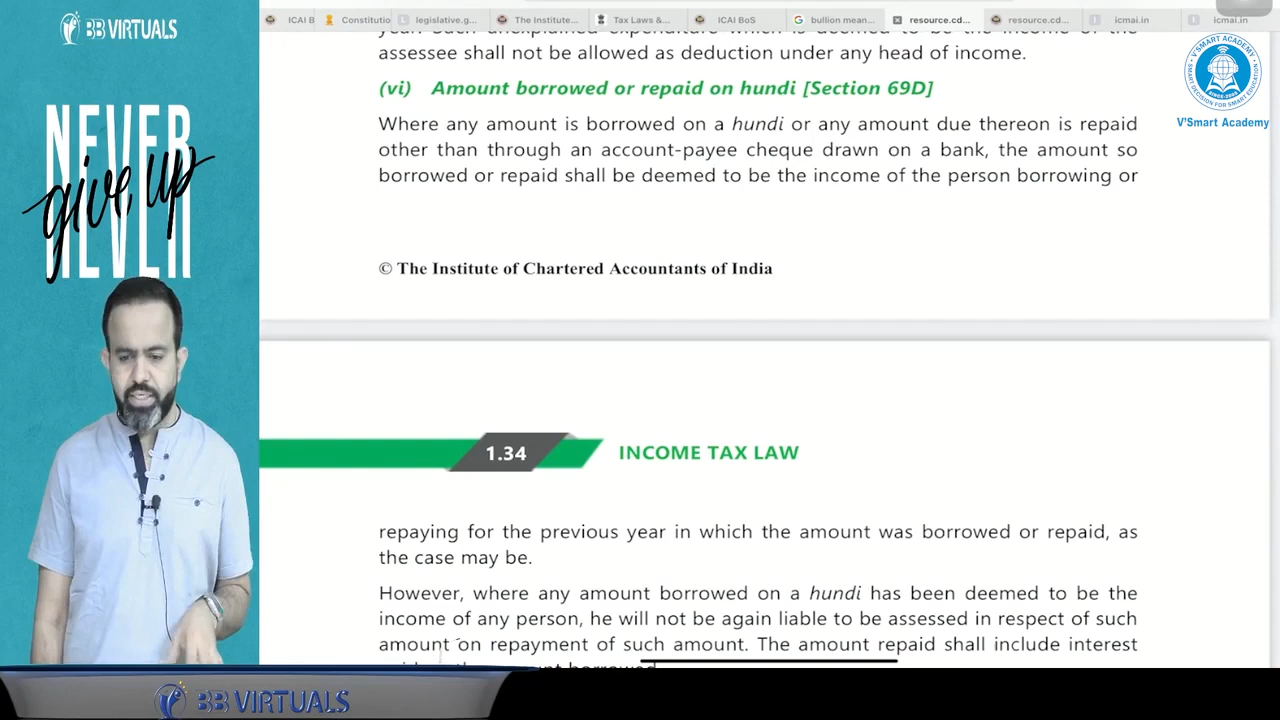 BB VIRTUALS
NEVER
give up
NEVER
ICAI B
Constitutio
legislative.g...
The Institute...
Tax Laws &...
ICAI BoS
bullion mean...
resource.cd...
resource.cd...
icmai.in
icmai.in
assessee shall not be allowed as deduction under any head of income.
(vi) Amount borrowed or repaid on hundi [Section 69D]
Where any amount is borrowed on a hundi or any amount due thereon is repaid
other than through an account-payee cheque drawn on a bank, the amount so
borrowed or repaid shall be deemed to be the income of the person borrowing or
© The Institute of Chartered Accountants of India
1.34 INCOME TAX LAW
repaying for the previous year in which the amount was borrowed or repaid, as
the case may be.
However, where any amount borrowed on a hundi has been deemed to be the
income of any person, he will not be again liable to be assessed in respect of such
amount on repayment of such amount. The amount repaid shall include interest
V'SMART ACADEMY
V'Smart Academy
BB VIRTUALS